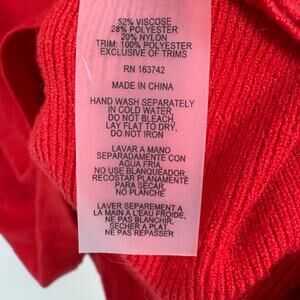 52% VISCOSE
28% POLYESTER
20% NYLON
TRIM: 100% POLYESTER
EXCLUSIVE OF TRIMS
RN 163742
MADE IN CHINA
HAND WASH SEPARATELY
IN COLD WATER,
DO NOT BLEACH,
LAY FLAT TO DRY,
DO NOT IRON
LAVAR A MANO
SEPARADAMENTE CON
AGUA FRIA,
NO USE BLANQUEADOR
RECOSTAR PLANAMENTE
PARA SECAR,
NO PLANCHE
LAVER SEPAREMENT A
LA MAIN A L'EAU FROIDE,
NE PAS BLANCHIR,
SECHER A PLAT
NE PAS REPASSER